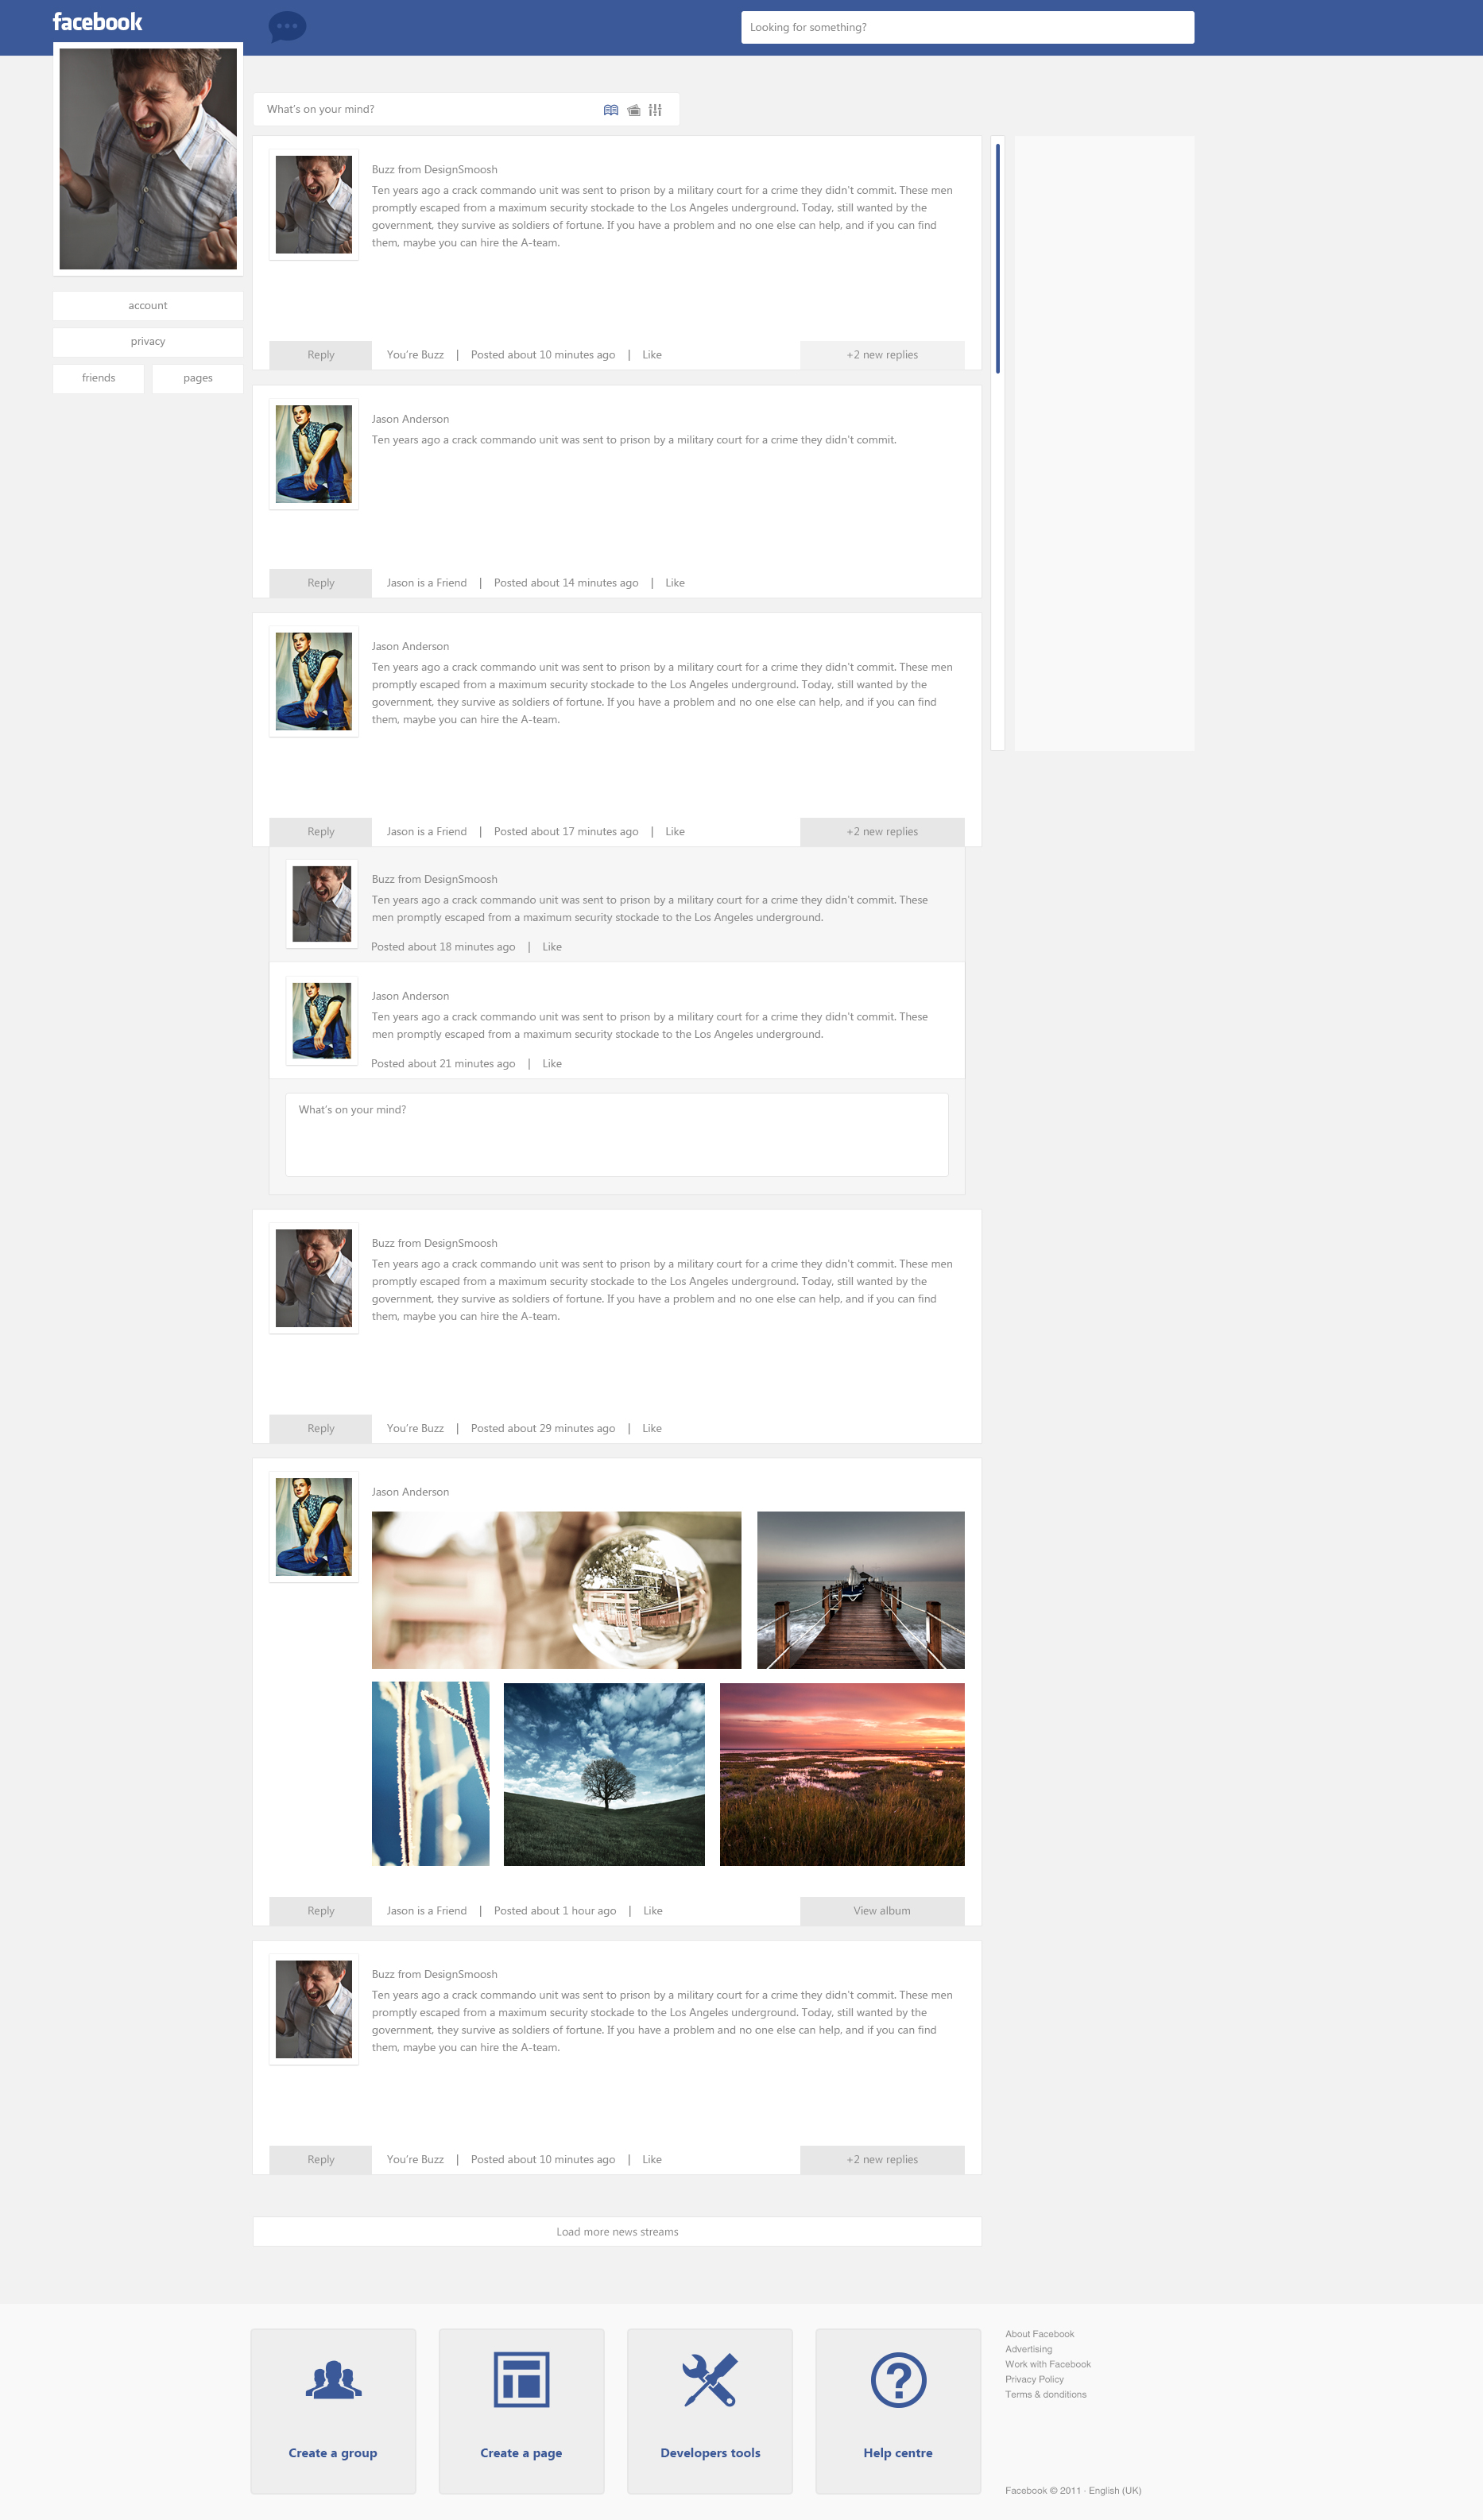 facebook
Looking for something?
What's on your mind?
account
privacy
friends
pages
Buzz from DesignSmoosh
Ten years ago a crack commando unit was sent to prison by a military court for a crime they didn't commit. These men
promptly escaped from a maximum security stockade to the Los Angeles underground. Today, still wanted by the
government, they survive as soldiers of fortune. If you have a problem and no one else can help, and if you can find
them, maybe you can hire the A-team.
Reply You're Buzz | Posted about 10 minutes ago | Like +2 new replies
Jason Anderson
Ten years ago a crack commando unit was sent to prison by a military court for a crime they didn't commit.
Reply Jason is a Friend | Posted about 14 minutes ago | Like
Jason Anderson
Ten years ago a crack commando unit was sent to prison by a military court for a crime they didn't commit. These men
promptly escaped from a maximum security stockade to the Los Angeles underground. Today, still wanted by the
government, they survive as soldiers of fortune. If you have a problem and no one else can help, and if you can find
them, maybe you can hire the A-team.
Reply Jason is a Friend | Posted about 17 minutes ago | Like +2 new replies
Buzz from DesignSmoosh
Ten years ago a crack commando unit was sent to prison by a military court for a crime they didn't commit. These
men promptly escaped from a maximum security stockade to the Los Angeles underground.
Posted about 18 minutes ago | Like
Jason Anderson
Ten years ago a crack commando unit was sent to prison by a military court for a crime they didn't commit. These
men promptly escaped from a maximum security stockade to the Los Angeles underground.
Posted about 21 minutes ago | Like
What's on your mind?
Buzz from DesignSmoosh
Ten years ago a crack commando unit was sent to prison by a military court for a crime they didn't commit. These men
promptly escaped from a maximum security stockade to the Los Angeles underground. Today, still wanted by the
government, they survive as soldiers of fortune. If you have a problem and no one else can help, and if you can find
them, maybe you can hire the A-team.
Reply You're Buzz | Posted about 29 minutes ago | Like
Jason Anderson
Reply Jason is a Friend | Posted about 1 hour ago | Like View album
Buzz from DesignSmoosh
Ten years ago a crack commando unit was sent to prison by a military court for a crime they didn't commit. These men
promptly escaped from a maximum security stockade to the Los Angeles underground. Today, still wanted by the
government, they survive as soldiers of fortune. If you have a problem and no one else can help, and if you can find
them, maybe you can hire the A-team.
Reply You're Buzz | Posted about 10 minutes ago | Like +2 new replies
Load more news streams
Create a group
Create a page
Developers tools
Help centre
About Facebook
Advertising
Work with Facebook
Privacy Policy
Terms & donditions
Facebook © 2011 · English (UK)